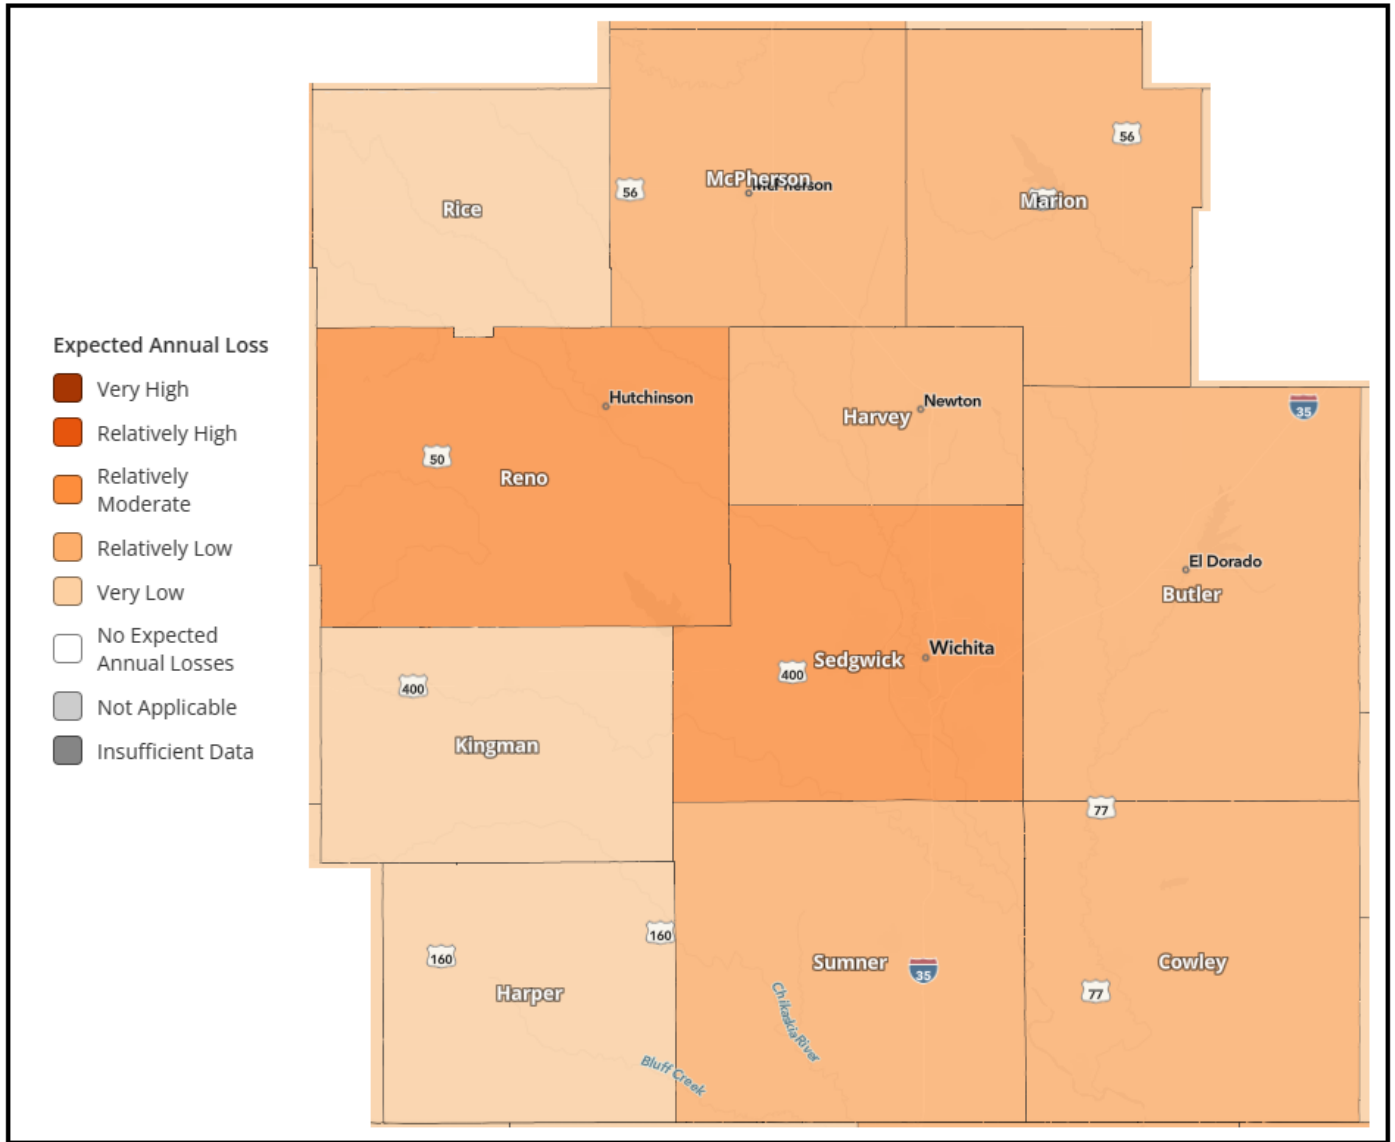 56
McPherson
McPherson
56
Marion
Rice
Expected Annual Loss
Very High
Relatively High
Relatively
Moderate
Relatively Low
Very Low
No Expected
Annual Losses
Not Applicable
Insufficient Data
Hutchinson
Newton
35
Harvey
50
Reno
El Dorado
Butler
Wichita
Sedgwick
400
400
Kingman
77
160
160
Sumner
35
Cowley
77
Harper
Chikaskia River
Bluff Creek